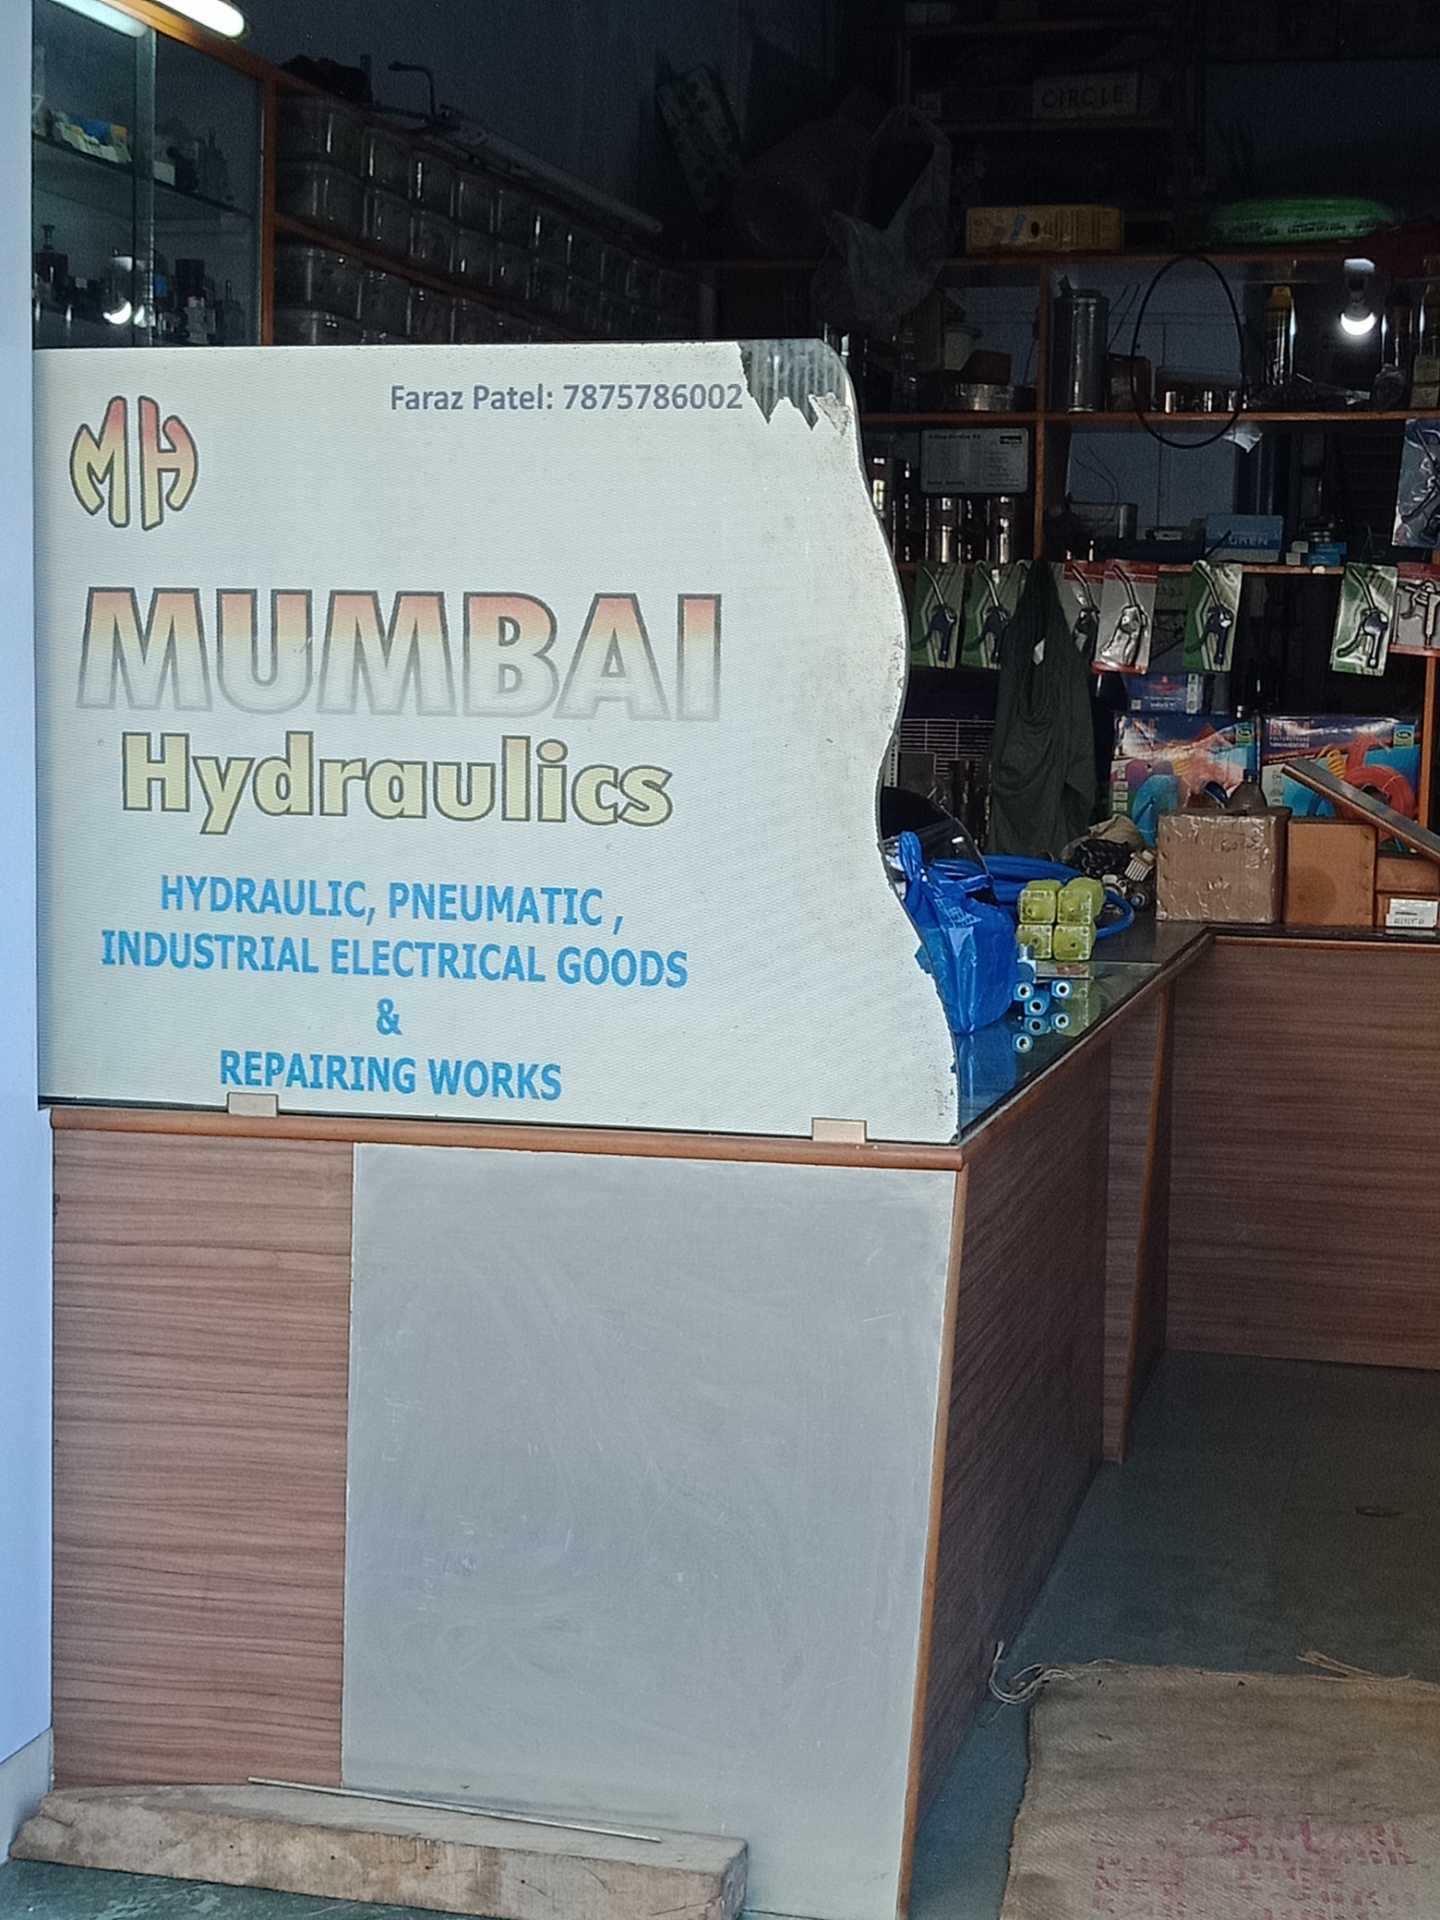 CIRCLE
Faraz Patel: 7875786002
MH
MUMBAI
Hydraulics
HYDRAULIC, PNEUMATIC ,
INDUSTRIAL ELECTRICAL GOODS
&
REPAIRING WORKS